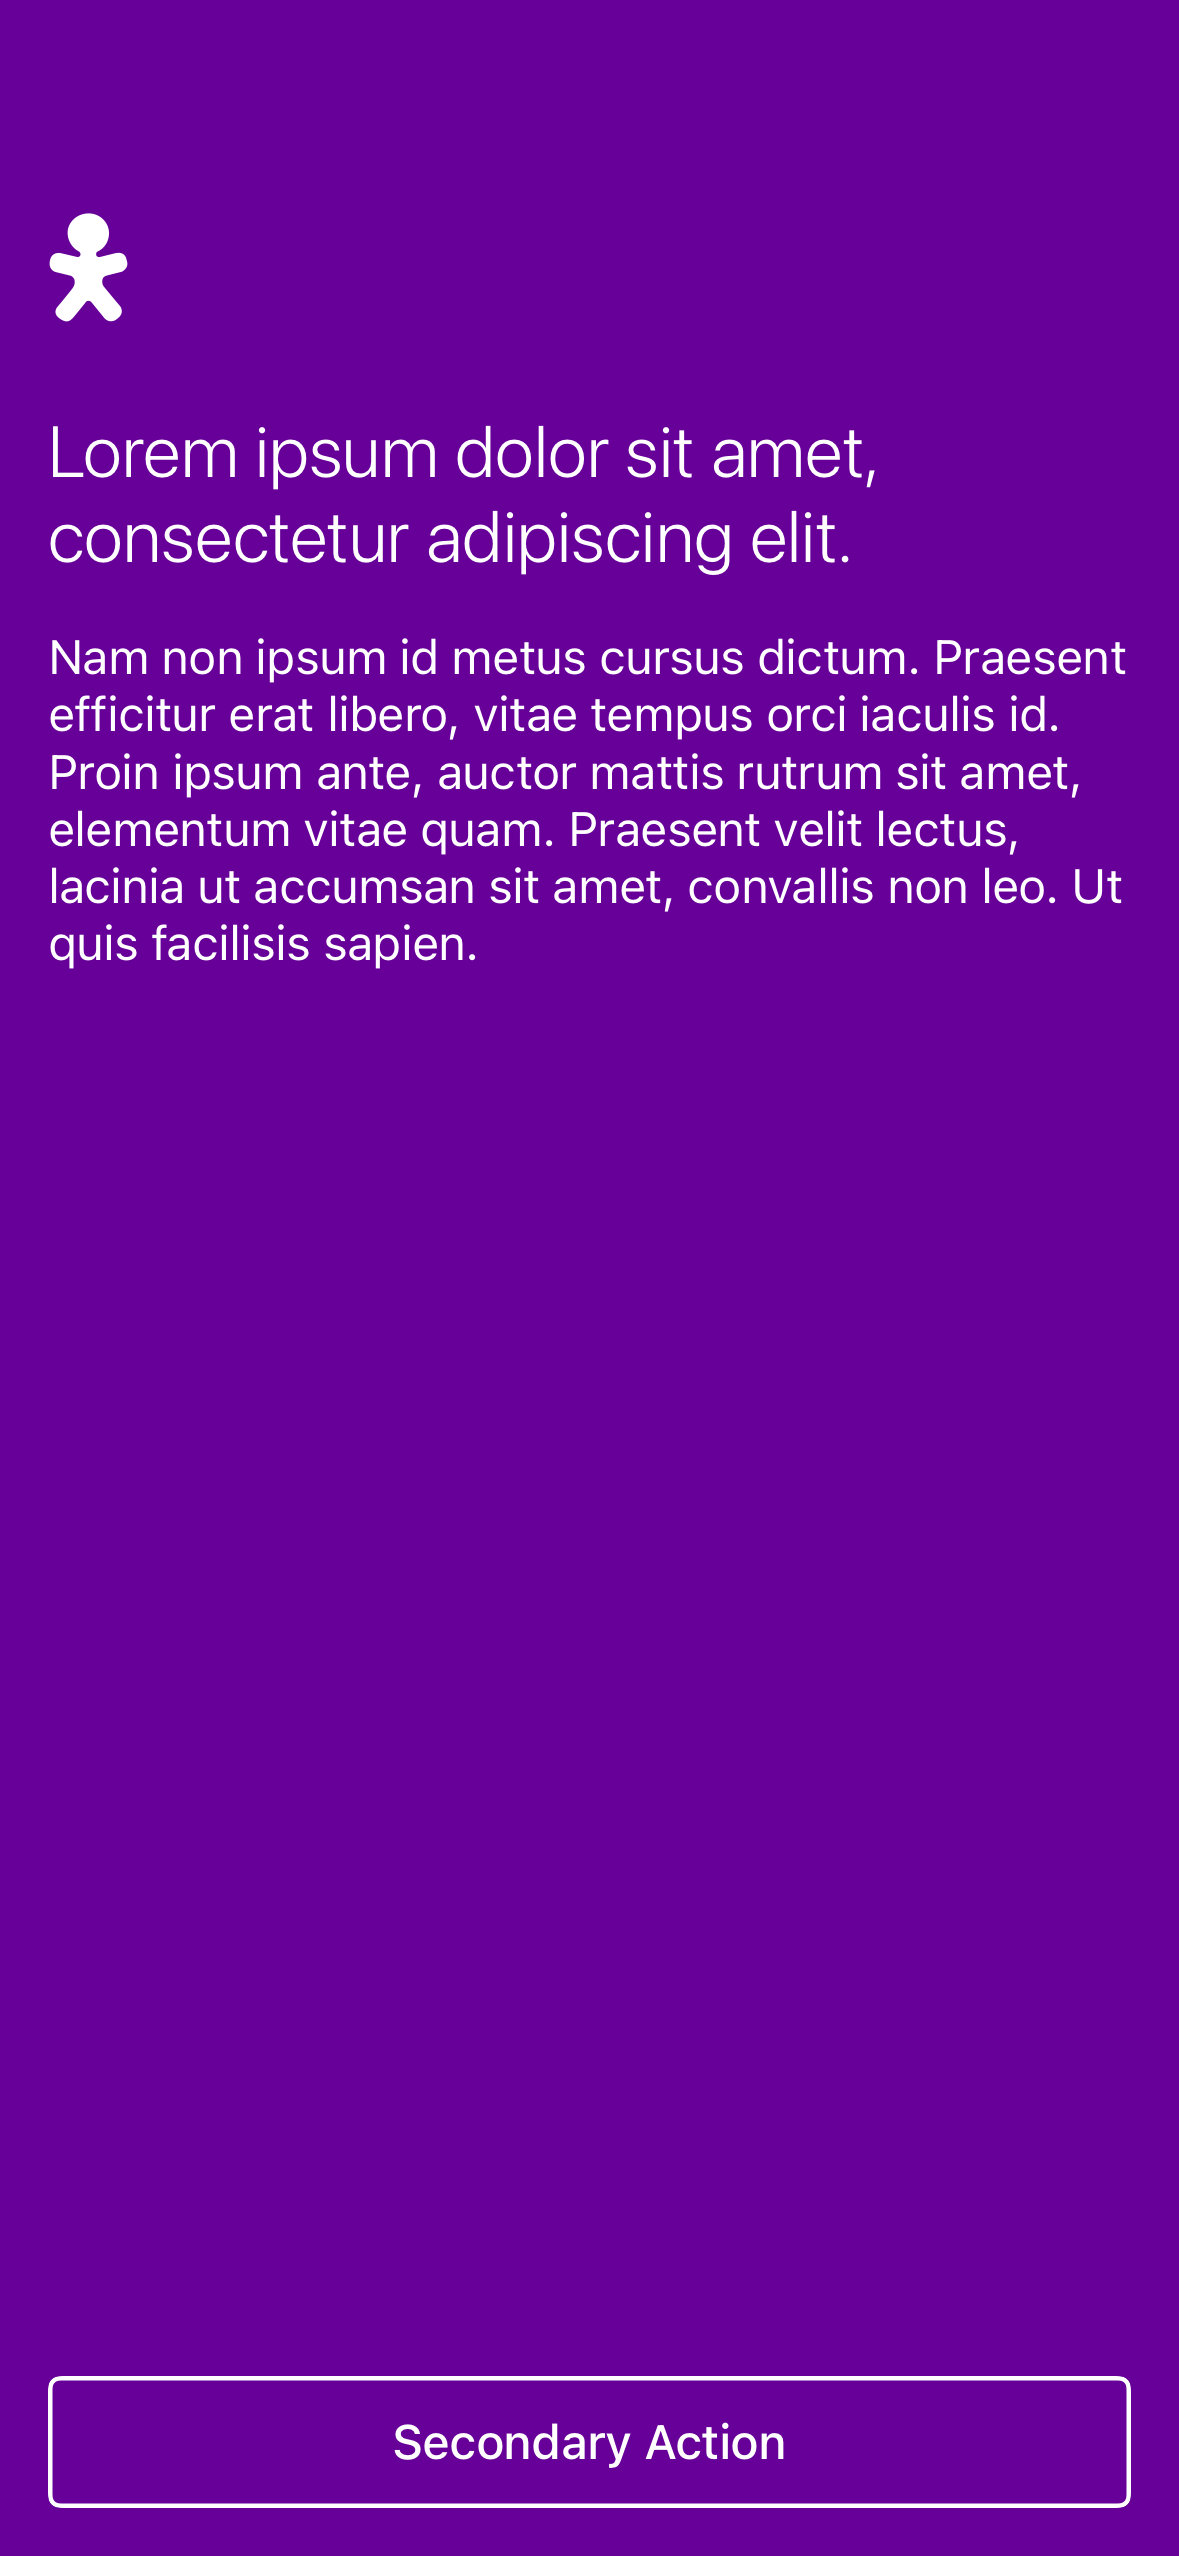 Lorem ipsum dolor sit amet,
consectetur adipiscing elit.
Nam non ipsum id metus cursus dictum. Praesent
efficitur erat libero, vitae tempus orci iaculis id.
Proin ipsum ante, auctor mattis rutrum sit amet,
elementum vitae quam. Praesent velit lectus,
lacinia ut accumsan sit amet, convallis non leo. Ut
quis facilisis sapien.
Secondary Action